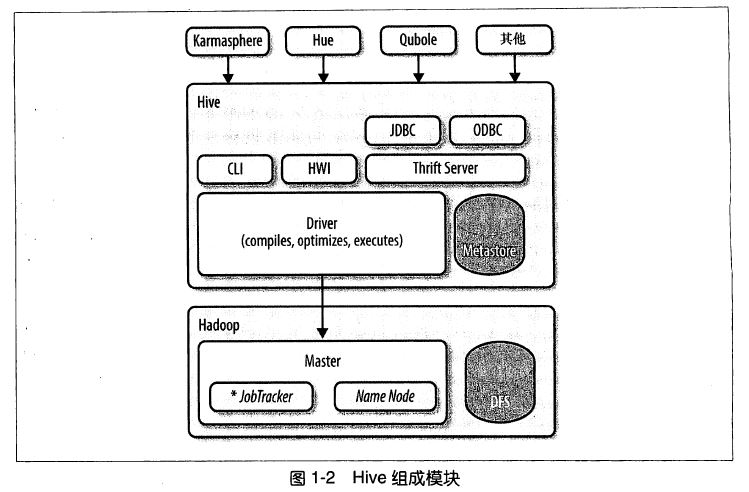 Karmasphere
Hue
Qubole
其他
Hive
JDBC
ODBC
CLI
HWI
Thrift Server
Driver
(compiles, optimizes, executes)
Metastore
Hadoop
Master
* JobTracker
Name Node
DFS
图 1-2 Hive 组成模块